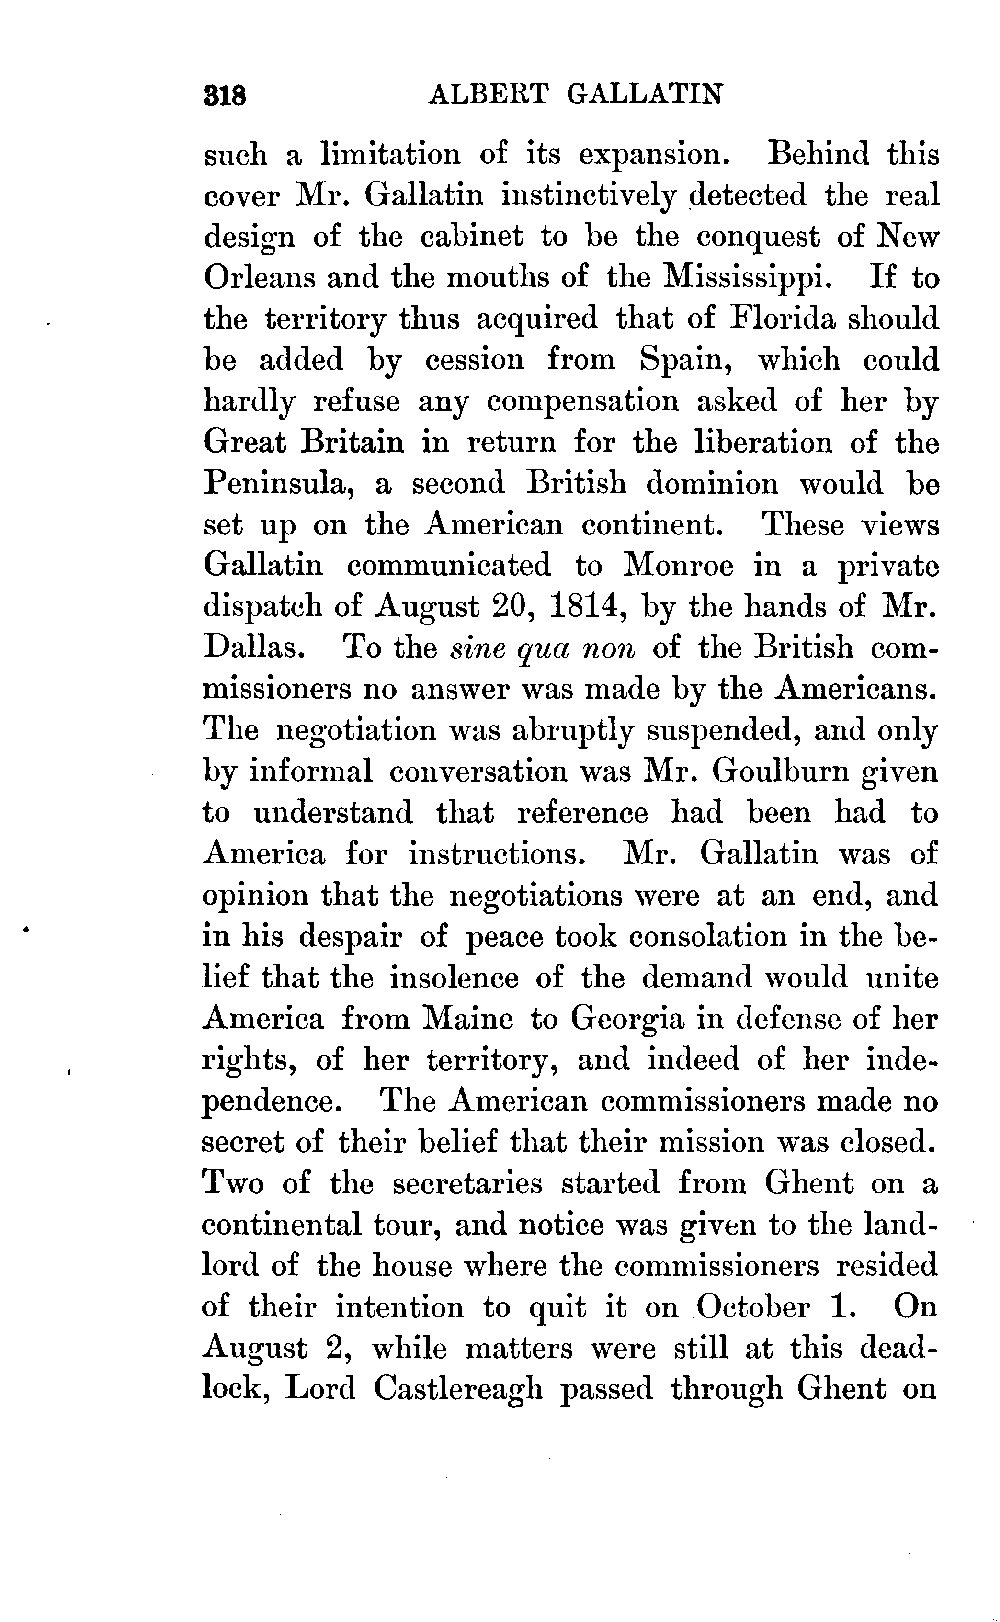 318 ALBERT GALLATIN
such a limitation of its expansion. Behind this
cover Mr. Gallatin instinctively detected the real
design of the cabinet to be the conquest of New
Orleans and the mouths of the Mississippi. If to
the territory thus acquired that of Florida should
be added by cession from Spain, which could
hardly refuse any compensation asked of her by
Great Britain in return for the liberation of the
Peninsula, a second British dominion would be
set up on the American continent. These views
Gallatin communicated to Monroe in a private
dispatch of August 20, 1814, by the hands of Mr.
Dallas. To the sine qua non of the British com-
missioners no answer was made by the Americans.
The negotiation was abruptly suspended, and only
by informal conversation was Mr. Goulburn given
to understand that reference had been had to
America for instructions. Mr. Gallatin was of
opinion that the negotiations were at an end, and
in his despair of peace took consolation in the be-
lief that the insolence of the demand would unite
America from Maine to Georgia in defense of her
rights, of her territory, and indeed of her inde-
pendence. The American commissioners made no
secret of their belief that their mission was closed.
Two of the secretaries started from Ghent on a
continental tour, and notice was given to the land-
lord of the house where the commissioners resided
of their intention to quit it on October 1. On
August 2, while matters were still at this dead-
lock, Lord Castlereagh passed through Ghent on